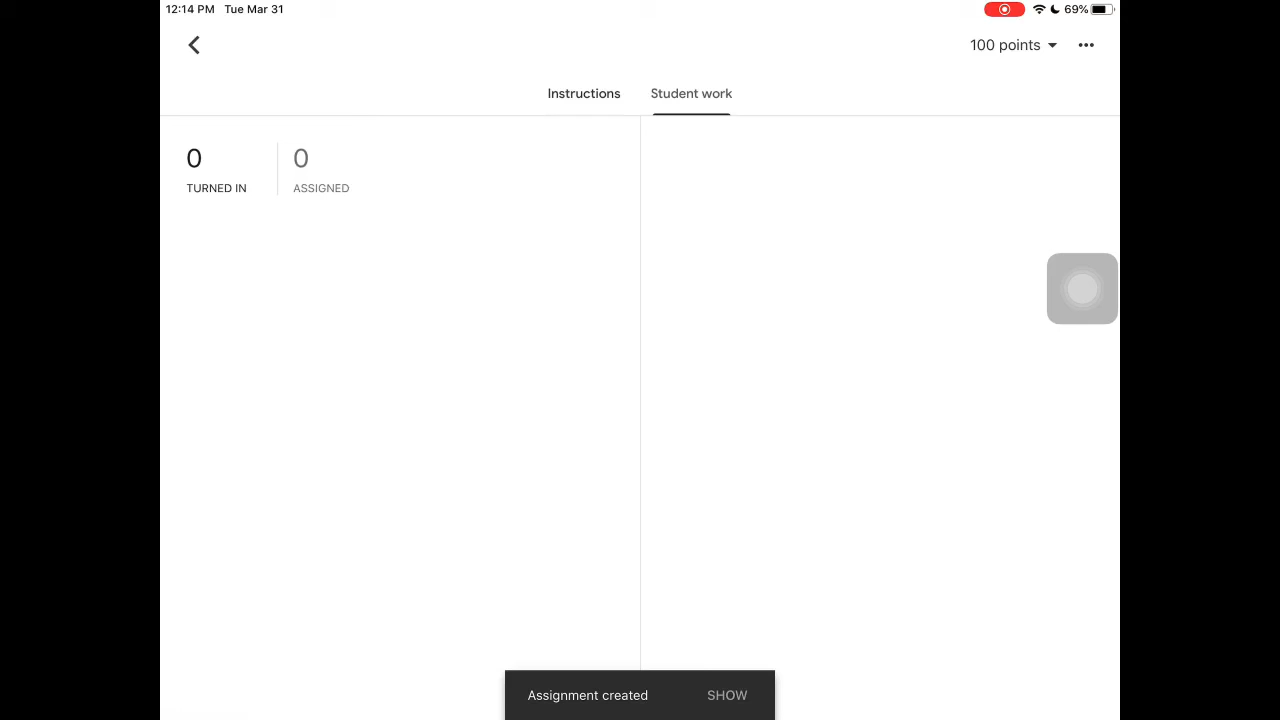 12:14 PM Tue Mar 31 69%
100 points
Instructions Student work
0 0
TURNED IN ASSIGNED
Assignment created SHOW